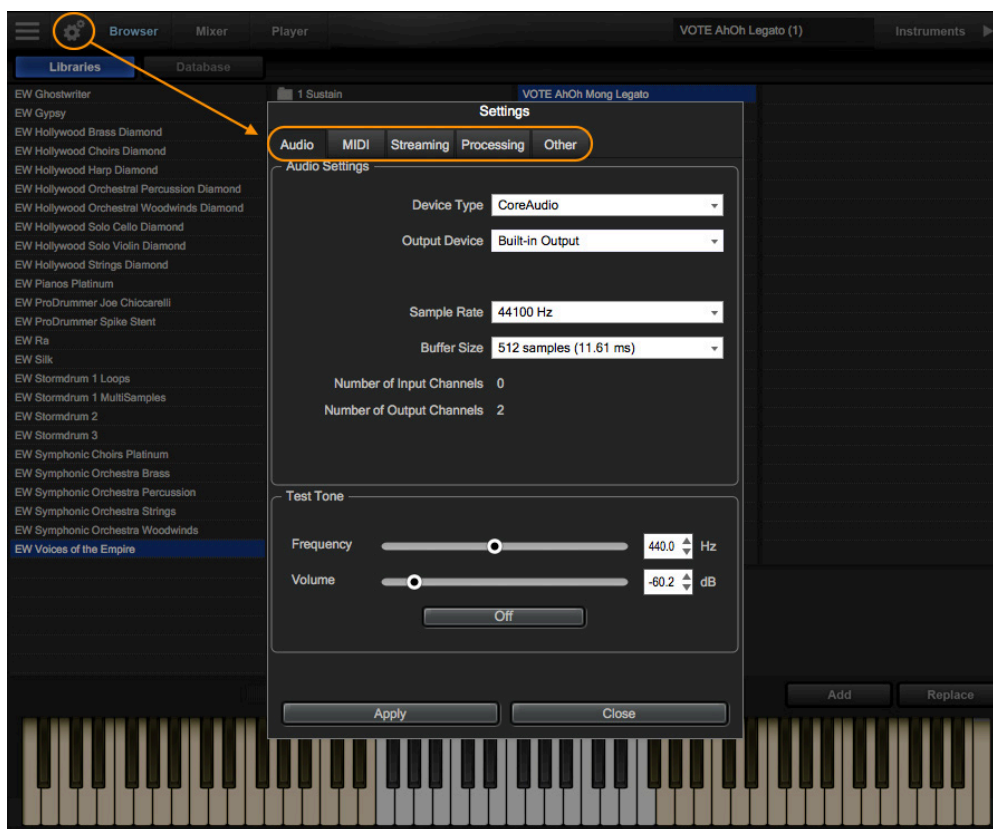 Browser Mixer Player VOTE AhOh Legato (1) Instruments
Libraries Database
EW Ghostwriter
EW Gypsy
EW Hollywood Brass Diamond
EW Hollywood Choirs Diamond
EW Hollywood Harp Diamond
EW Hollywood Orchestral Percussion Diamond
EW Hollywood Orchestral Woodwinds Diamond
EW Hollywood Solo Cello Diamond
EW Hollywood Solo Violin Diamond
EW Hollywood Strings Diamond
EW Pianos Platinum
EW ProDrummer Joe Chiccarelli
EW ProDrummer Spike Stent
EW Ra
EW Silk
EW Stormdrum 1 Loops
EW Stormdrum 1 MultiSamples
EW Stormdrum 2
EW Stormdrum 3
EW Symphonic Choirs Platinum
EW Symphonic Orchestra Brass
EW Symphonic Orchestra Percussion
EW Symphonic Orchestra Strings
EW Symphonic Orchestra Woodwinds
EW Voices of the Empire
1 Sustain
VOTE AhOh Mong Legato
Settings
Audio MIDI Streaming Processing Other
Audio Settings
Device Type CoreAudio
Output Device Built-in Output
Sample Rate 44100 Hz
Buffer Size 512 samples (11.61 ms)
Number of Input Channels 0
Number of Output Channels 2
Test Tone
Frequency 440.0 Hz
Volume -60.2 dB
Off
Apply Close
Add Replace